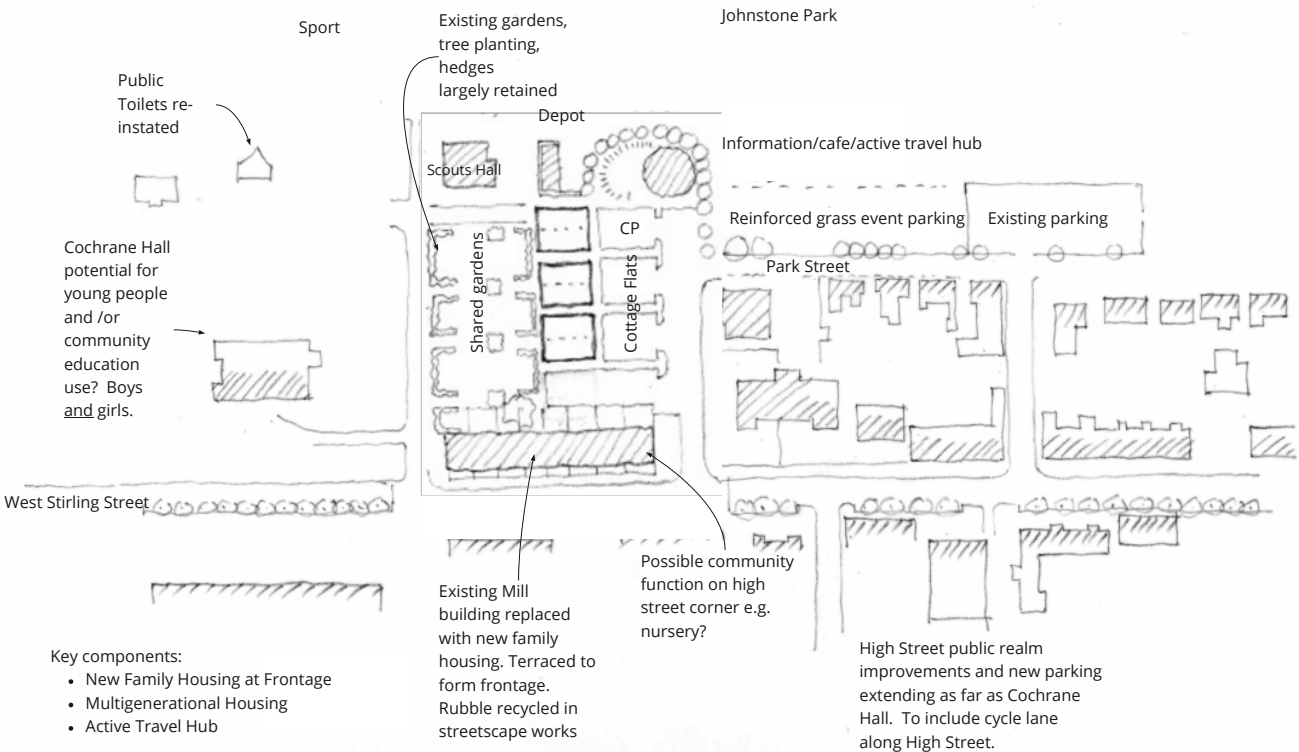 Sport
Existing gardens,
tree planting,
hedges
largely retained
Johnstone Park
Public
Toilets re-
instated
Depot
Information/cafe/active travel hub
Scouts Hall
Reinforced grass event parking
Existing parking
CP
Cochrane Hall
potential for
young people
and /or
community
education
use? Boys
and girls.
Shared gardens
Cottage Flats
Park Street
West Stirling Street
Existing Mill
building replaced
with new family
housing. Terraced to
form frontage.
Rubble recycled in
streetscape works
Possible community
function on high
street corner e.g.
nursery?
High Street public realm
improvements and new parking
extending as far as Cochrane
Hall. To include cycle lane
along High Street.
Key components:
• New Family Housing at Frontage
• Multigenerational Housing
• Active Travel Hub